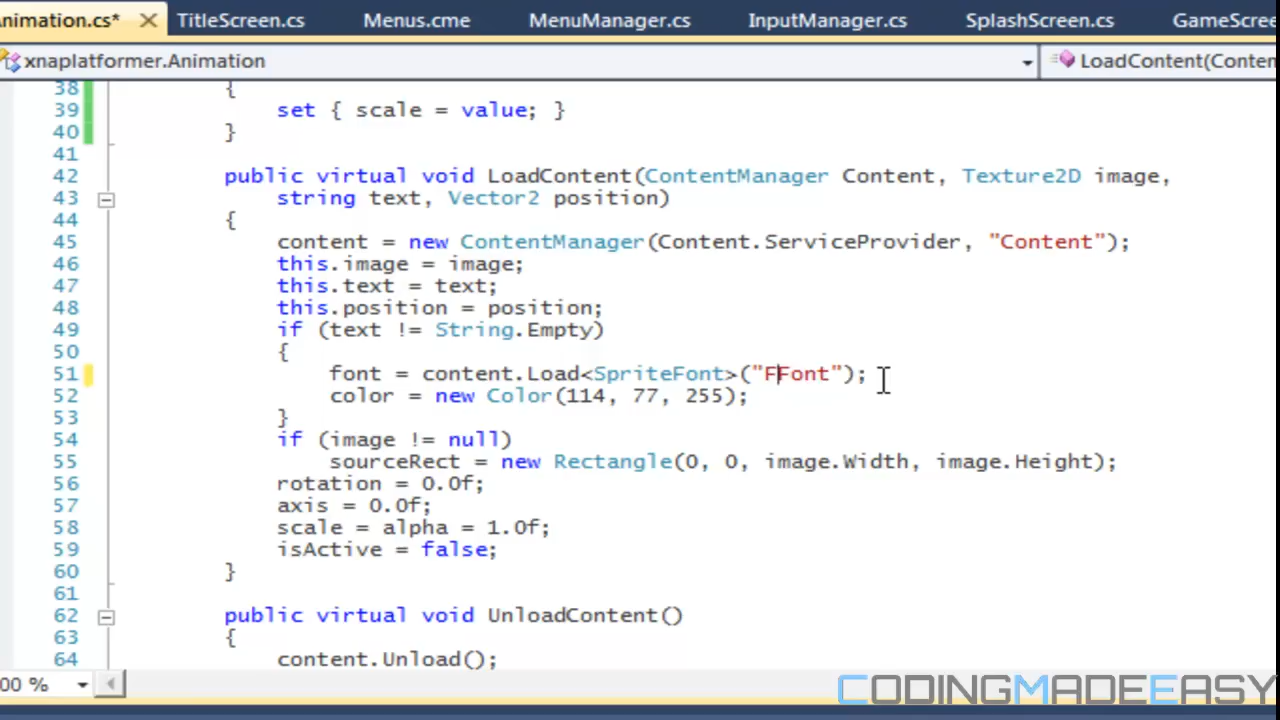 nimation.cs* TitleScreen.cs Menus.cme MenuManager.cs InputManager.cs SplashScreen.cs GameScree
xnaplatformer.Animation LoadContent(Conten
38 {
39 set { scale = value; }
40 }
41
42 public virtual void LoadContent(ContentManager Content, Texture2D image,
43 string text, Vector2 position)
44 {
45 content = new ContentManager(Content.ServiceProvider, "Content");
46 this.image = image;
47 this.text = text;
48 this.position = position;
49 if (text != String.Empty)
50 {
51 font = content.Load<SpriteFont>("FFont");
52 color = new Color(114, 77, 255);
53 }
54 if (image != null)
55 sourceRect = new Rectangle(0, 0, image.Width, image.Height);
56 rotation = 0.0f;
57 axis = 0.0f;
58 scale = alpha = 1.0f;
59 isActive = false;
60 }
61
62 public virtual void UnloadContent()
63 {
64 content.Unload();
00 %
CODINGMADEEASY